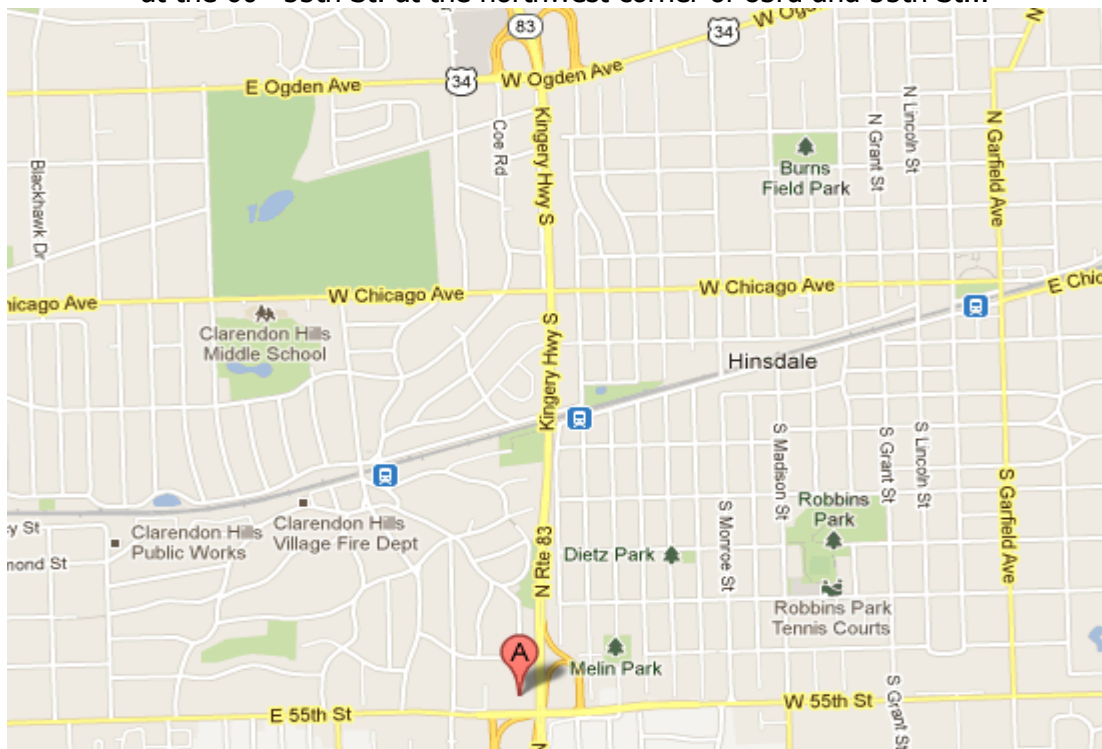 83
34
W Og
W
34
E Ogden Ave
W Ogden Ave
Kingery Hwy S
Coe Rd
N Lincoln St
N Grant St
N Garfield Ave
Burns
Field Park
Blackhawk Dr
hicago Ave
W Chicago Ave
W Chicago Ave
E Chic
Clarendon Hills
Middle School
Kingery Hwy S
Hinsdale
S Madison St
S Grant St
S Lincoln St
S Garfield Ave
Robbins
Park
S Monroe St
y St
Clarendon Hills
Public Works
Clarendon Hills
Village Fire Dept
mond St
N Rte 83
Dietz Park
Robbins Park
Tennis Courts
A
Melin Park
S Grant St
E 55th St
W 55th St
N